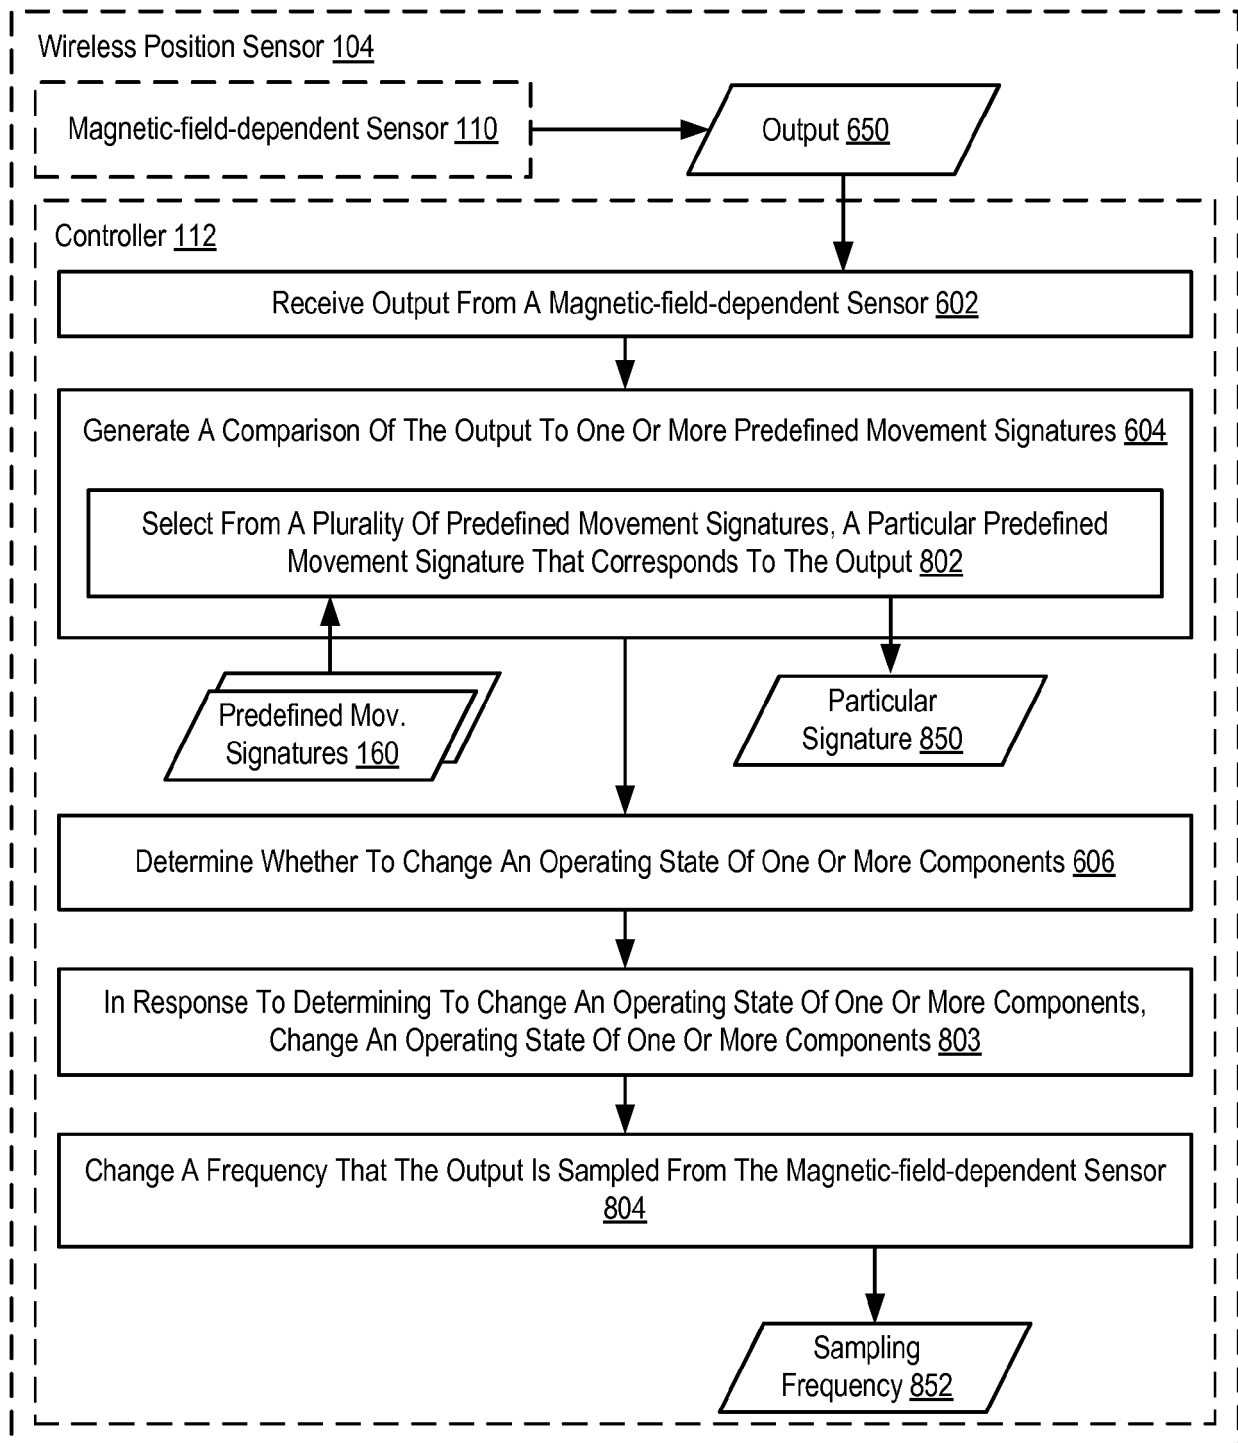 Wireless Position Sensor 104
Magnetic-field-dependent Sensor 110
Output 650
Controller 112
Receive Output From A Magnetic-field-dependent Sensor 602
Generate A Comparison Of The Output To One Or More Predefined Movement Signatures 604
Select From A Plurality Of Predefined Movement Signatures, A Particular Predefined
Movement Signature That Corresponds To The Output 802
Predefined Mov.
Signatures 160
Particular
Signature 850
Determine Whether To Change An Operating State Of One Or More Components 606
In Response To Determining To Change An Operating State Of One Or More Components,
Change An Operating State Of One Or More Components 803
Change A Frequency That The Output Is Sampled From The Magnetic-field-dependent Sensor
804
Sampling
Frequency 852